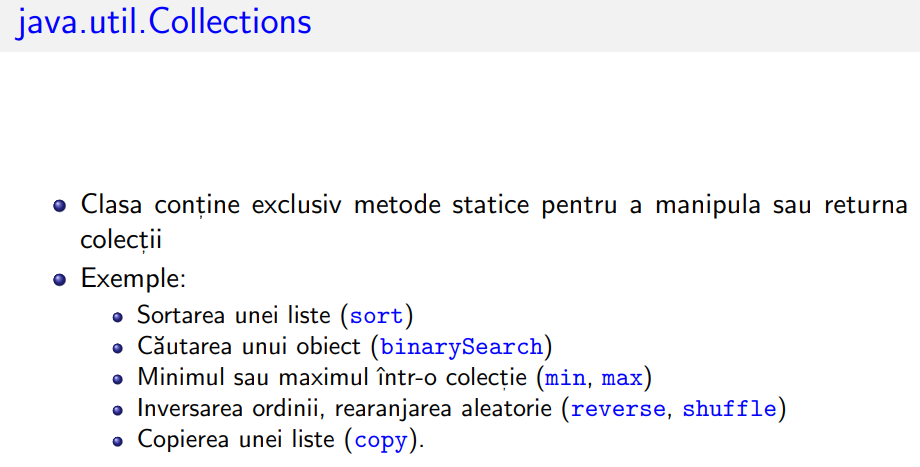 java.util.Collections
Clasa conține exclusiv metode statice pentru a manipula sau returna
colecții
Exemple:
Sortarea unei liste (sort)
Căutarea unui obiect (binarySearch)
Minimul sau maximul într-o colecție (min, max)
Inversarea ordinii, rearanjarea aleatorie (reverse, shuffle)
Copierea unei liste (copy).